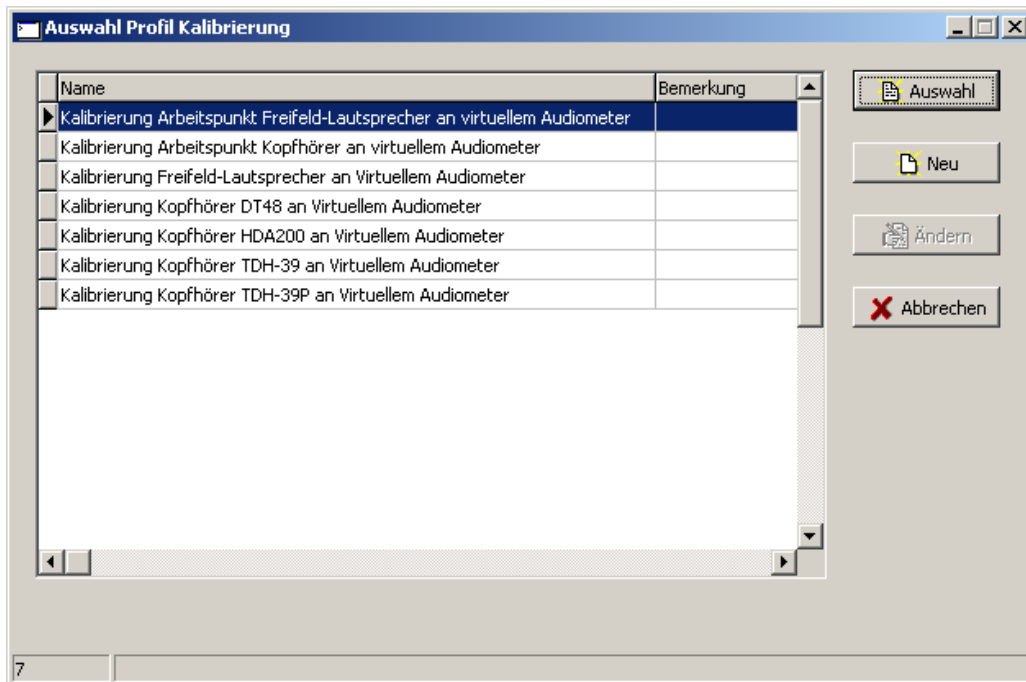 Auswahl Profil Kalibrierung
Name Bemerkung
Kalibrierung Arbeitspunkt Freifeld-Lautsprecher an virtuellem Audiometer
Kalibrierung Arbeitspunkt Kopfhörer an virtuellem Audiometer
Kalibrierung Freifeld-Lautsprecher an Virtuellem Audiometer
Kalibrierung Kopfhörer DT48 an Virtuellem Audiometer
Kalibrierung Kopfhörer HDA200 an Virtuellem Audiometer
Kalibrierung Kopfhörer TDH-39 an Virtuellem Audiometer
Kalibrierung Kopfhörer TDH-39P an Virtuellem Audiometer
Auswahl
Neu
Ändern
Abbrechen
7